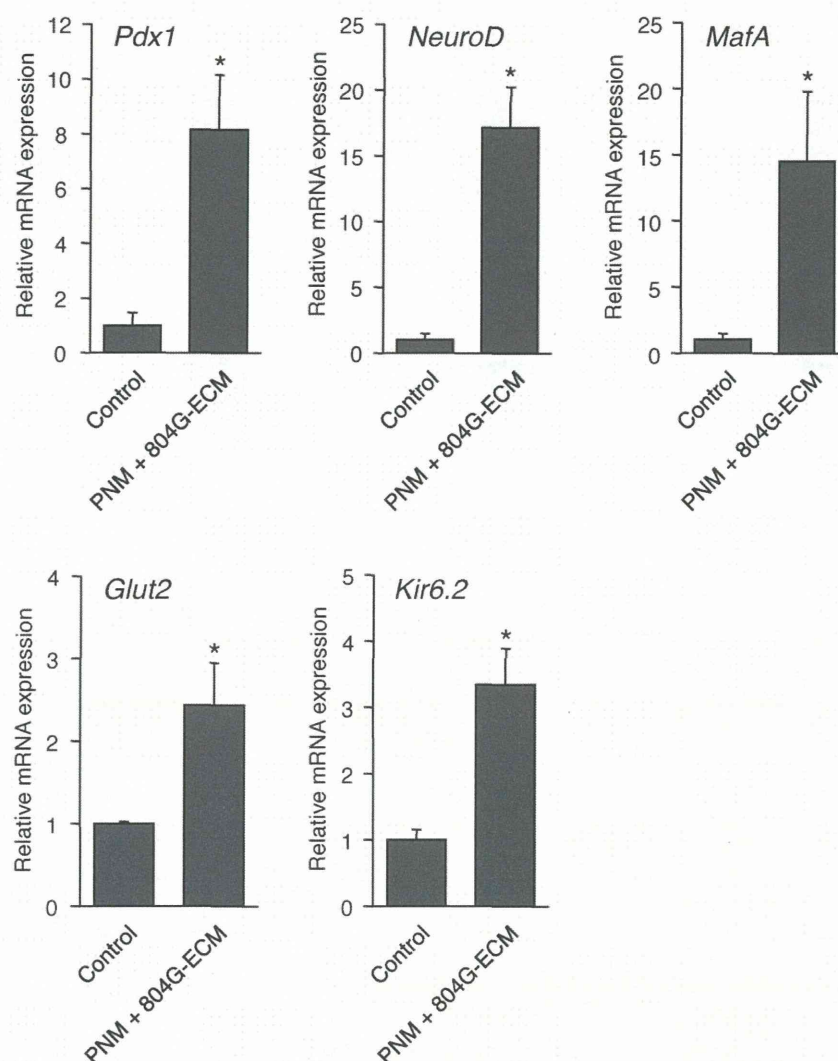 Pdx1
Relative mRNA expression
12
10
8
6
4
2
0
*
Control
PNM + 804G-ECM
NeuroD
Relative mRNA expression
25
20
15
10
5
0
*
Control
PNM + 804G-ECM
MafA
Relative mRNA expression
25
20
15
10
5
0
*
Control
PNM + 804G-ECM
Glut2
Relative mRNA expression
4
3
2
1
0
*
Control
PNM + 804G-ECM
Kir6.2
Relative mRNA expression
5
4
3
2
1
0
*
Control
PNM + 804G-ECM